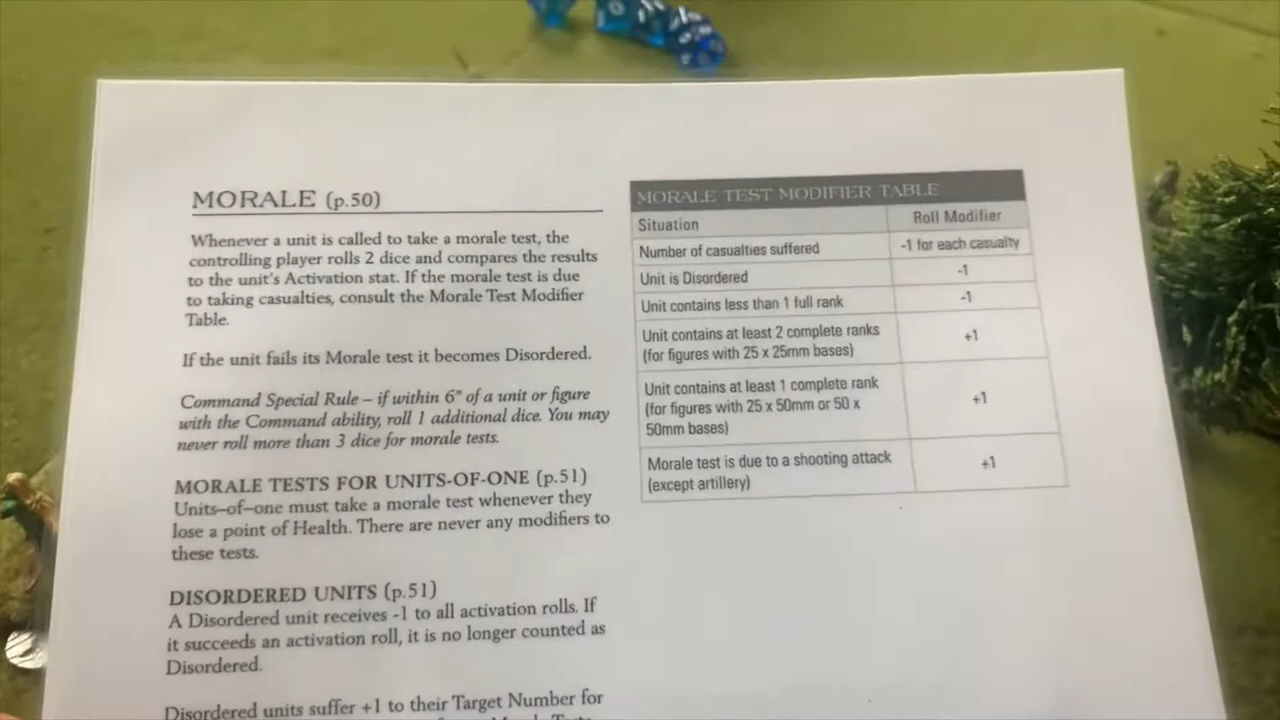 MORALE (p.50)
Whenever a unit is called to take a morale test, the
controlling player rolls 2 dice and compares the results
to the unit's Activation stat. If the morale test is due
to taking casualties, consult the Morale Test Modifier
Table.
If the unit fails its Morale test it becomes Disordered.
Command Special Rule – if within 6" of a unit or figure
with the Command ability, roll 1 additional dice. You may
never roll more than 3 dice for morale tests.
MORALE TESTS FOR UNITS-OF-ONE (p.51)
Units–of–one must take a morale test whenever they
lose a point of Health. There are never any modifiers to
these tests.
DISORDERED UNITS (p.51)
A Disordered unit receives -1 to all activation rolls. If
it succeeds an activation roll, it is no longer counted as
Disordered.
Disordered units suffer +1 to their Target Number for
MORALE TEST MODIFIER TABLE
Situation Roll Modifier
Number of casualties suffered -1 for each casualty
Unit is Disordered -1
Unit contains less than 1 full rank -1
Unit contains at least 2 complete ranks
(for figures with 25 x 25mm bases) +1
Unit contains at least 1 complete rank
(for figures with 25 x 50mm or 50 x +1
50mm bases)
Morale test is due to a shooting attack +1
(except artillery)